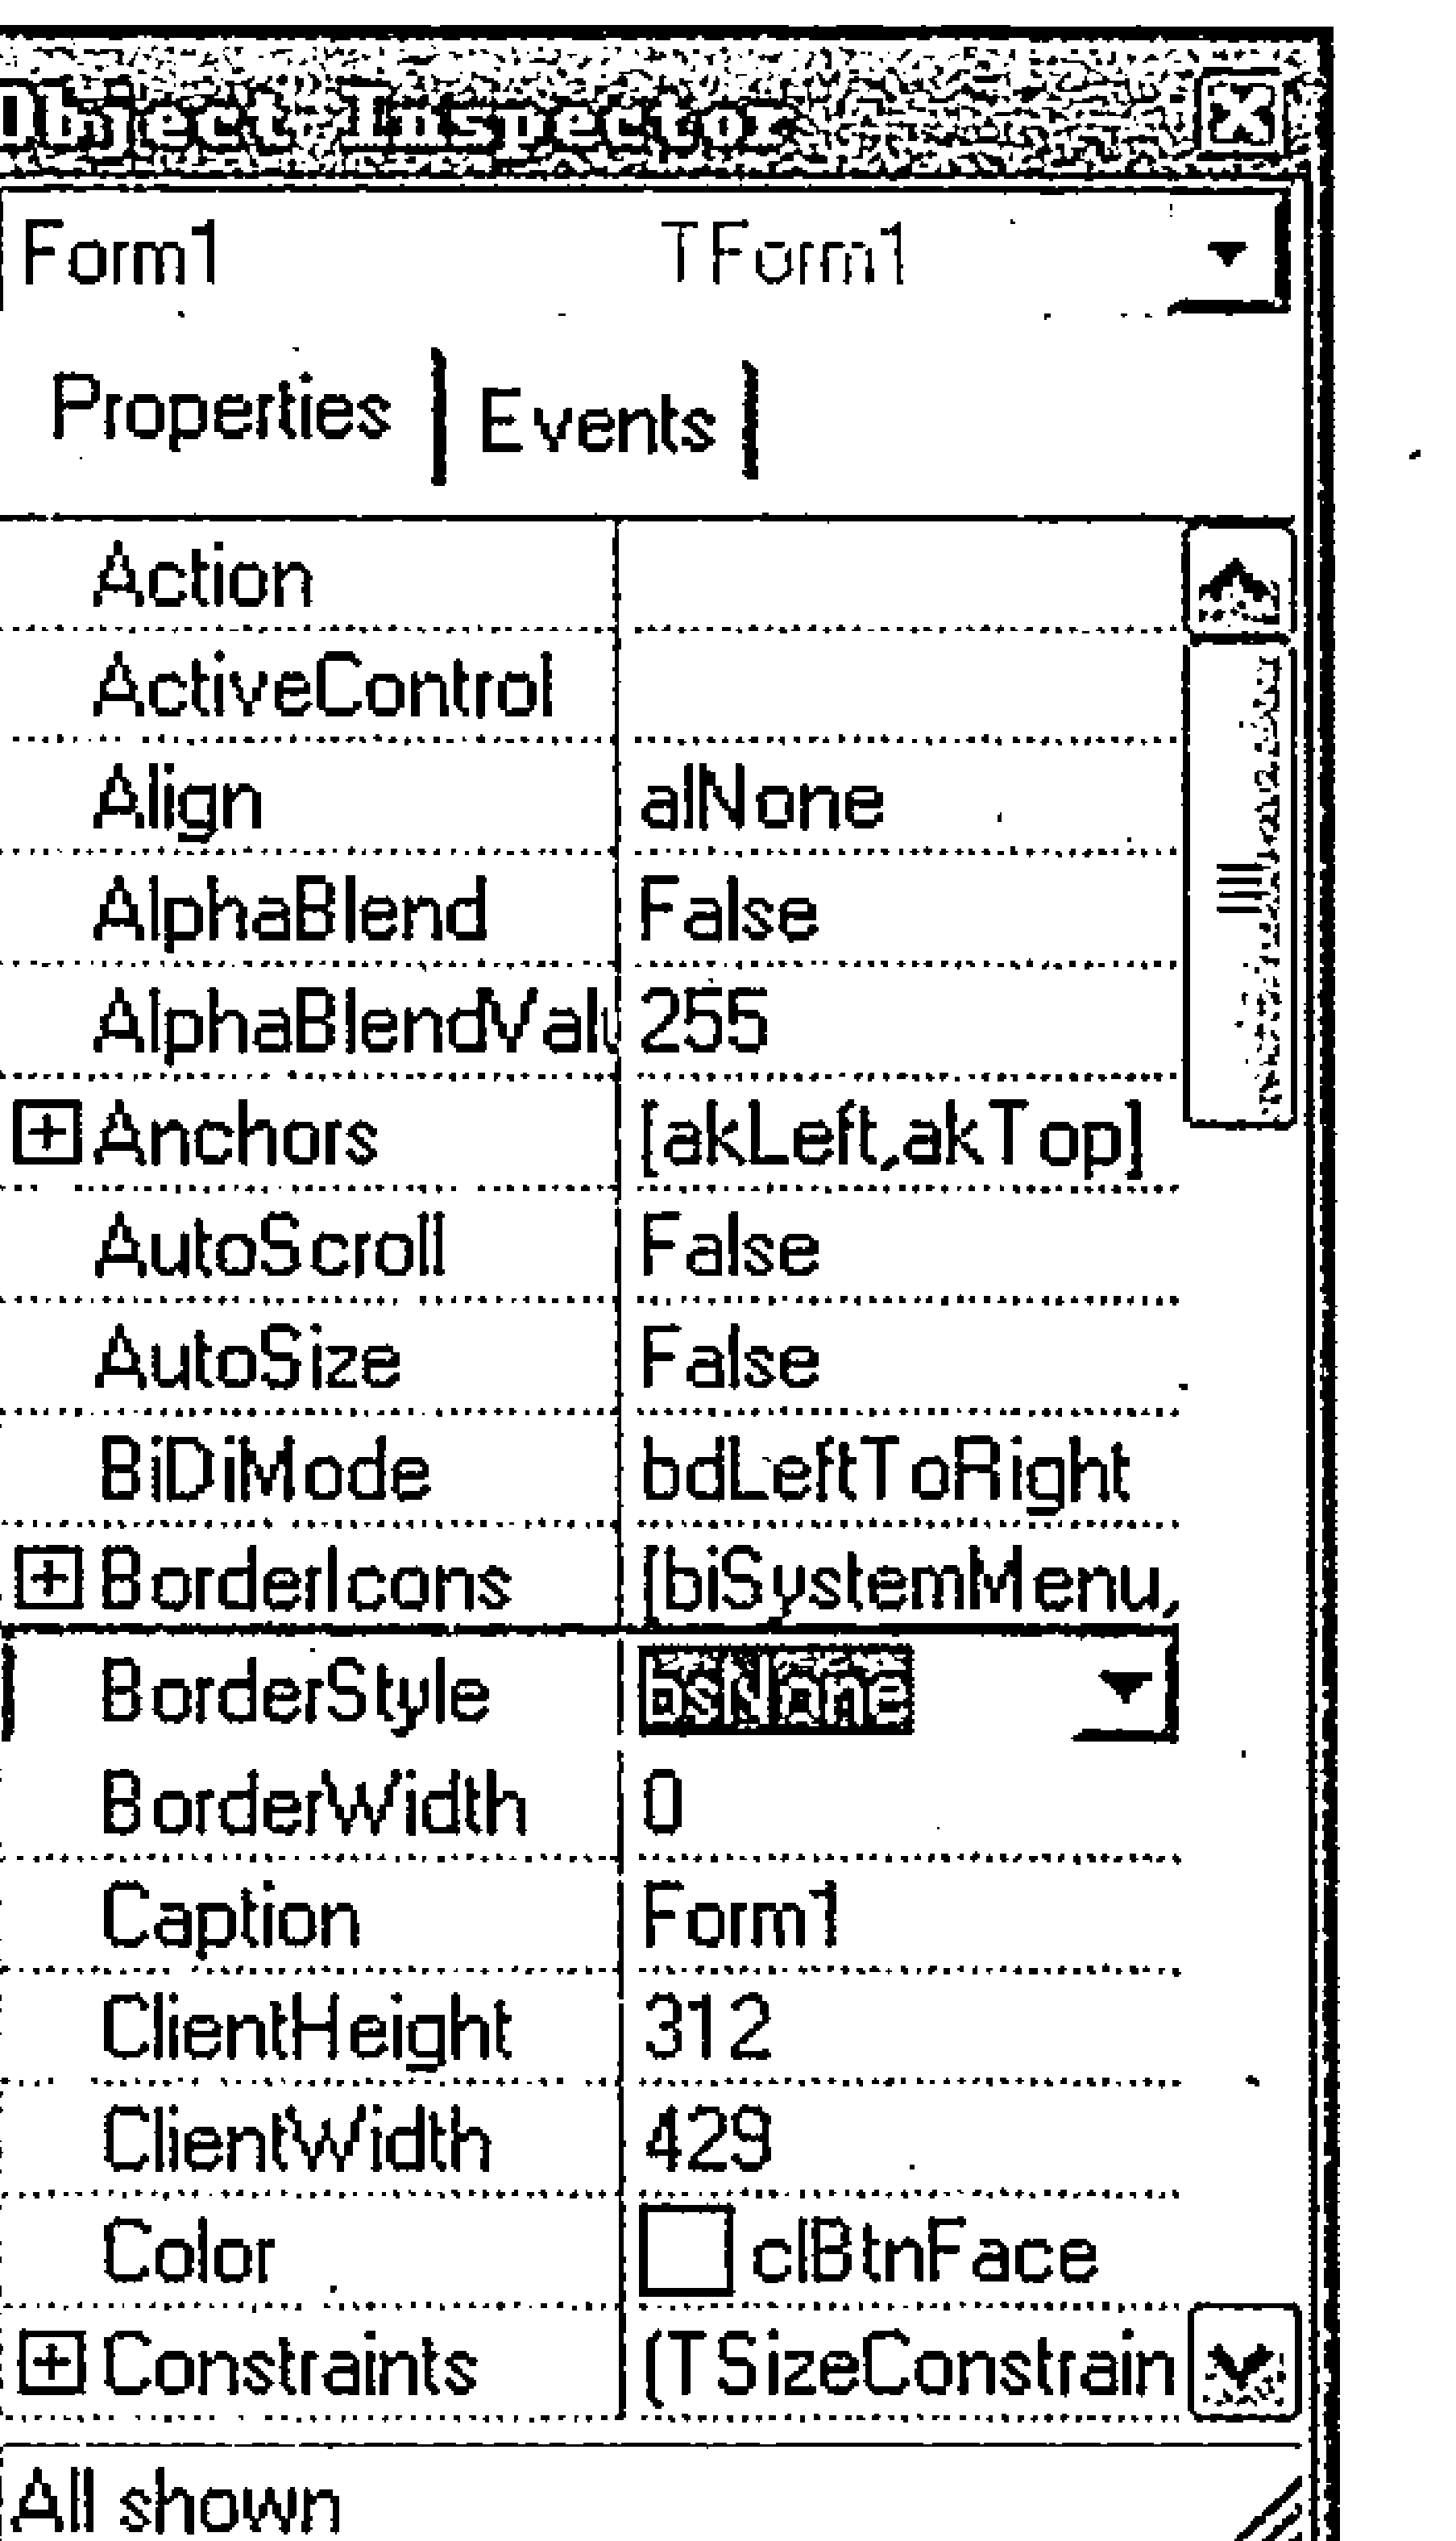 Object Inspector
Form1 TForm1
Properties Events
Action
ActiveControl
Align alNone
AlphaBlend False
AlphaBlendValu 255
Anchors [akLeft,akTop]
AutoScroll False
AutoSize False
BiDiMode bdLeftToRight
BorderIcons [biSystemMenu,
BorderStyle bsNone
BorderWidth 0
Caption Form1
ClientHeight 312
ClientWidth 429
Color clBtnFace
Constraints (TSizeConstrain
All shown